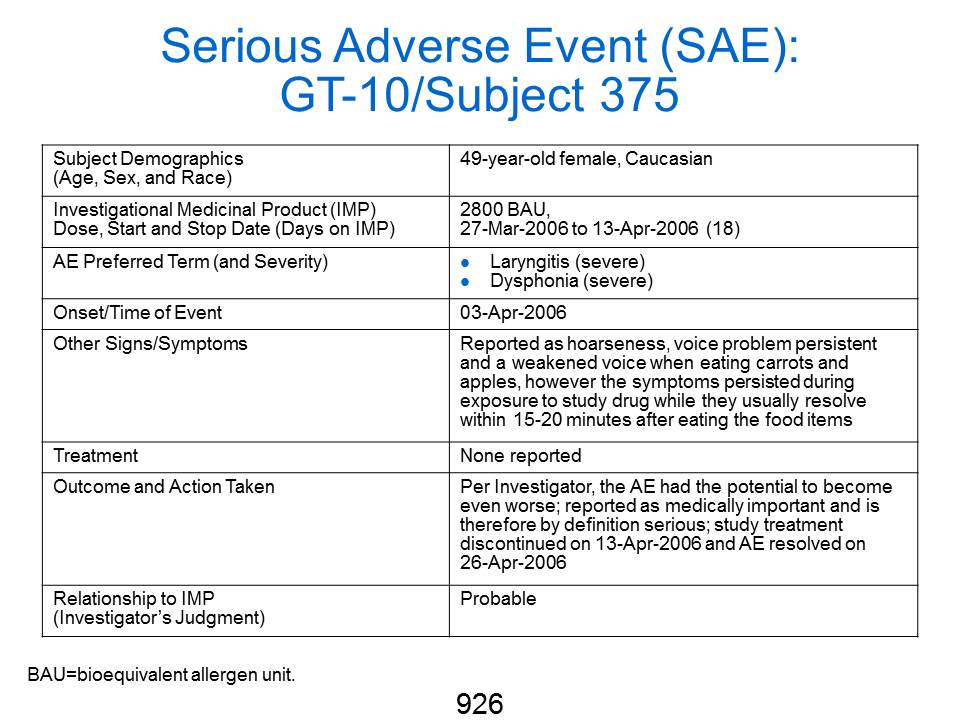 Serious Adverse Event (SAE):
GT-10/Subject 375
Subject Demographics
(Age, Sex, and Race)
49-year-old female, Caucasian
Investigational Medicinal Product (IMP)
Dose, Start and Stop Date (Days on IMP)
2800 BAU,
27-Mar-2006 to 13-Apr-2006 (18)
AE Preferred Term (and Severity)
● Laryngitis (severe)
● Dysphonia (severe)
Onset/Time of Event
03-Apr-2006
Other Signs/Symptoms
Reported as hoarseness, voice problem persistent
and a weakened voice when eating carrots and
apples, however the symptoms persisted during
exposure to study drug while they usually resolve
within 15-20 minutes after eating the food items
Treatment
None reported
Outcome and Action Taken
Per Investigator, the AE had the potential to become
even worse; reported as medically important and is
therefore by definition serious; study treatment
discontinued on 13-Apr-2006 and AE resolved on
26-Apr-2006
Relationship to IMP
(Investigator's Judgment)
Probable
BAU=bioequivalent allergen unit.
926